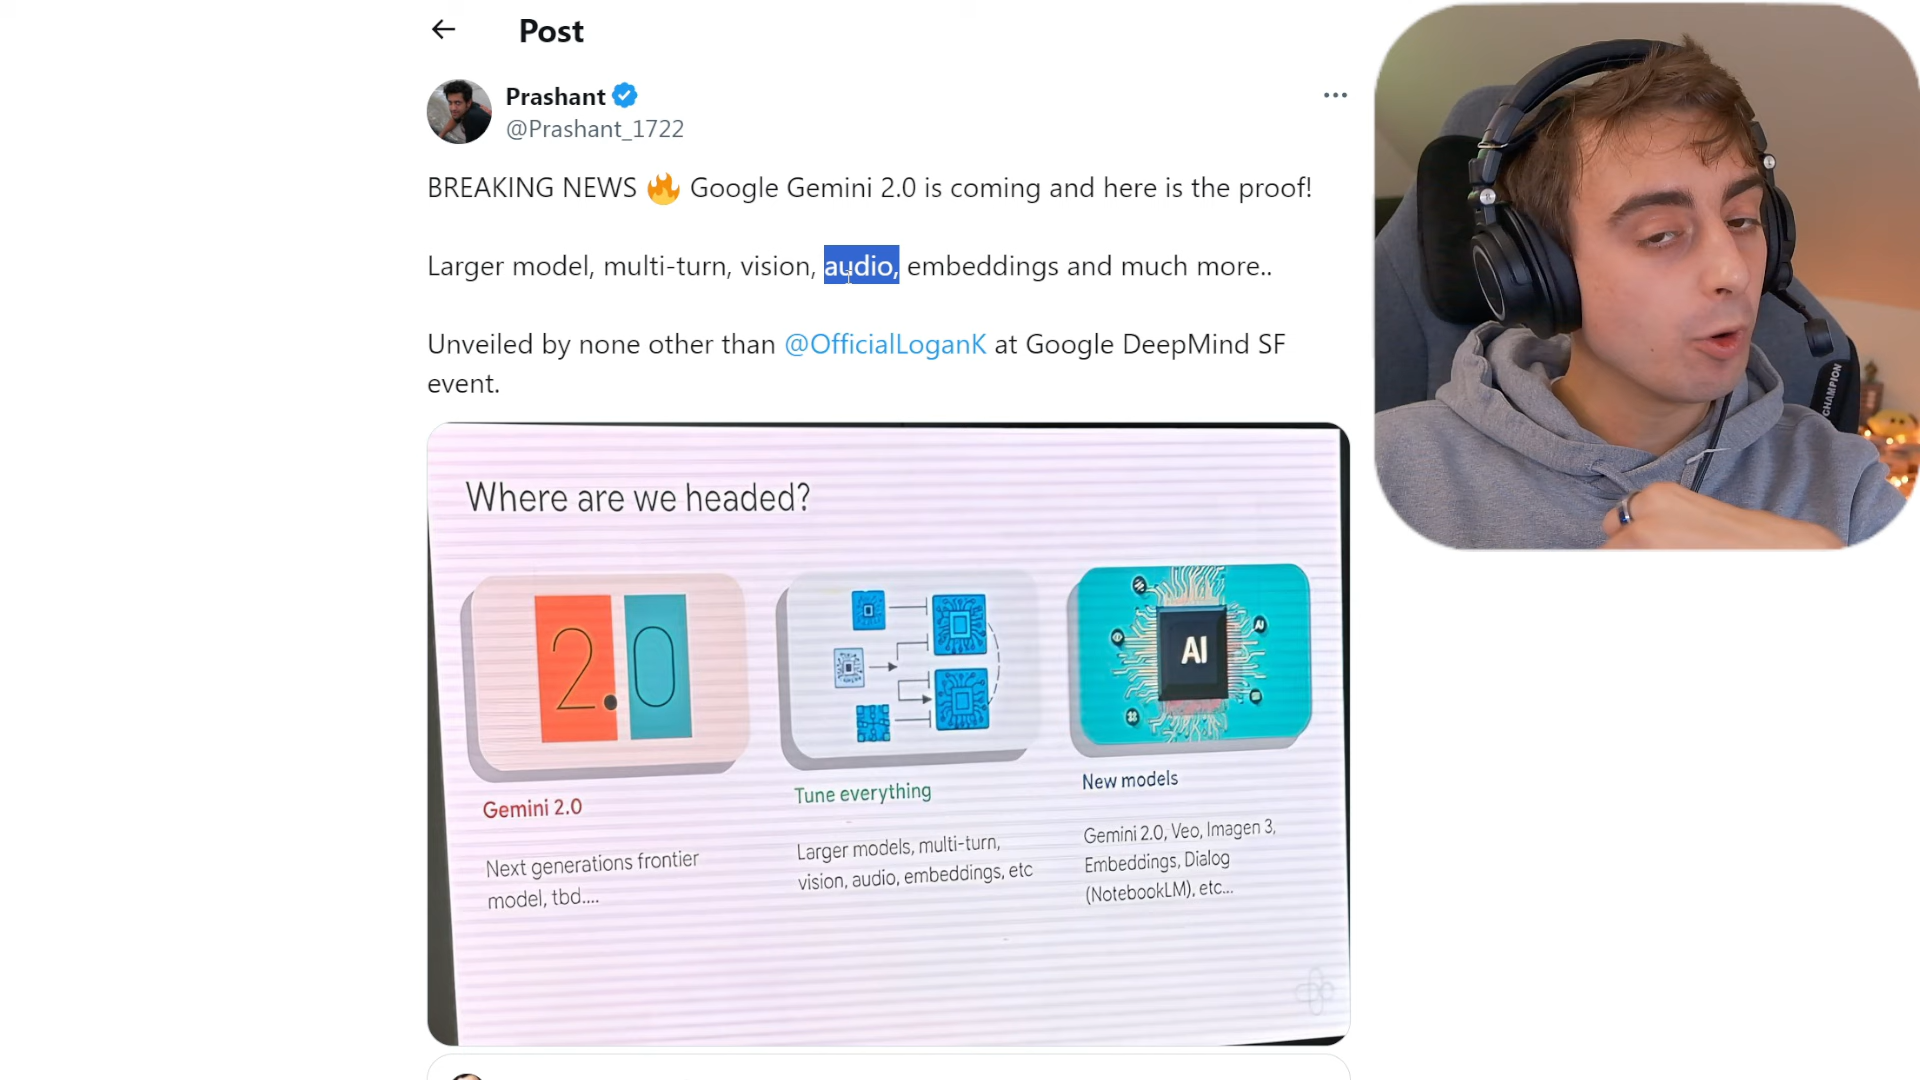 Post
Prashant
@Prashant_1722
BREAKING NEWS 🔥 Google Gemini 2.0 is coming and here is the proof!
Larger model, multi-turn, vision, audio, embeddings and much more..
Unveiled by none other than @OfficialLoganK at Google DeepMind SF
event.
Where are we headed?
2.0
Gemini 2.0
Next generations frontier
model, tbd....
Tune everything
Larger models, multi-turn,
vision, audio, embeddings, etc
AI
AI
New models
Gemini 2.0, Veo, Imagen 3,
Embeddings, Dialog
(NotebookLM), etc...
CHAMPION